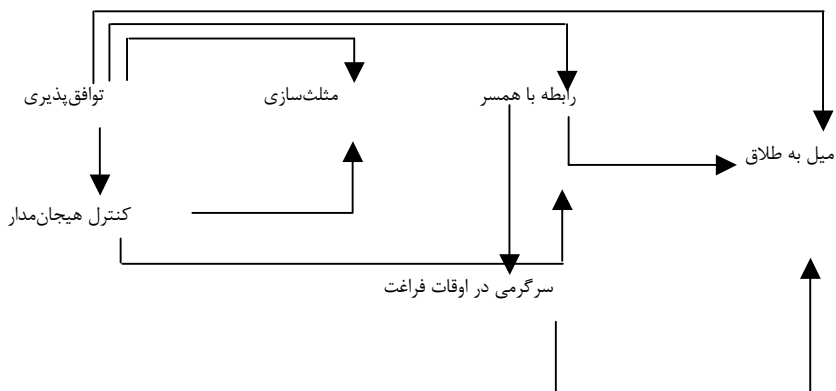 توافق‌پذیری
مثلث‌سازی
رابطه با همسر
میل به طلاق
کنترل هیجان‌مدار
سرگرمی در اوقات فراغت